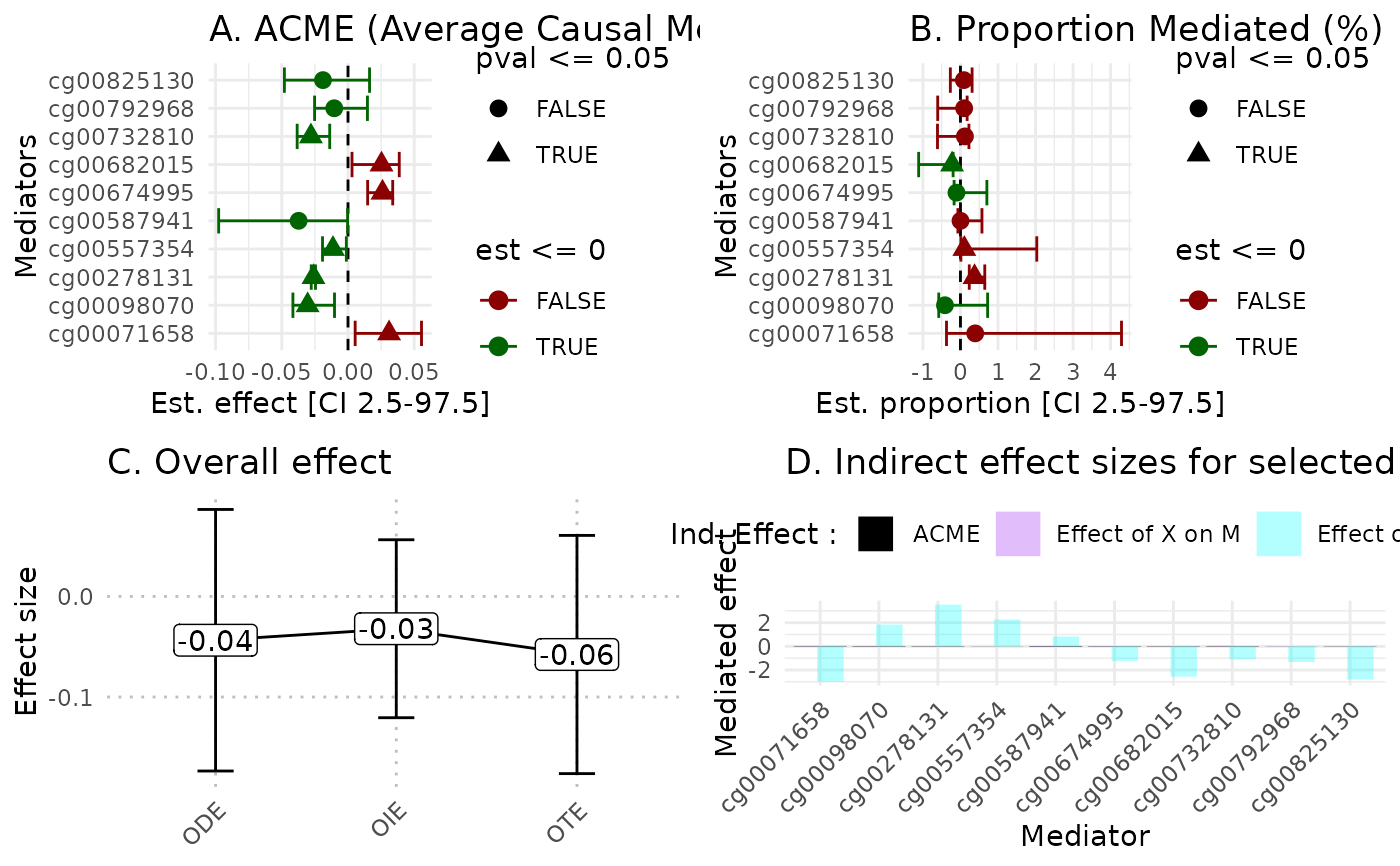 A. ACME (Average Causal
pval <= 0.05
FALSE
TRUE
est <= 0
FALSE
TRUE
Mediators
cg00825130
cg00792968
cg00732810
cg00682015
cg00674995
cg00587941
cg00557354
cg00278131
cg00098070
cg00071658
-0.10 -0.05 0.00 0.05
Est. effect [CI 2.5-97.5]
B. Proportion Mediated (%)
pval <= 0.05
FALSE
TRUE
est <= 0
FALSE
TRUE
Mediators
cg00825130
cg00792968
cg00732810
cg00682015
cg00674995
cg00587941
cg00557354
cg00278131
cg00098070
cg00071658
-1 0 1 2 3 4
Est. proportion [CI 2.5-97.5]
C. Overall effect
Effect size
0.0
-0.1
-0.04
-0.03
-0.06
ODE
OIE
OTE
D. Indirect effect sizes for selected
Ind. Effect :
ACME
Effect of X on M
Effect
Mediated effect
2
0
-2
cg00071658
cg00098070
cg00278131
cg00557354
cg00587941
cg00674995
cg00682015
cg00732810
cg00792968
cg00825130
Mediator